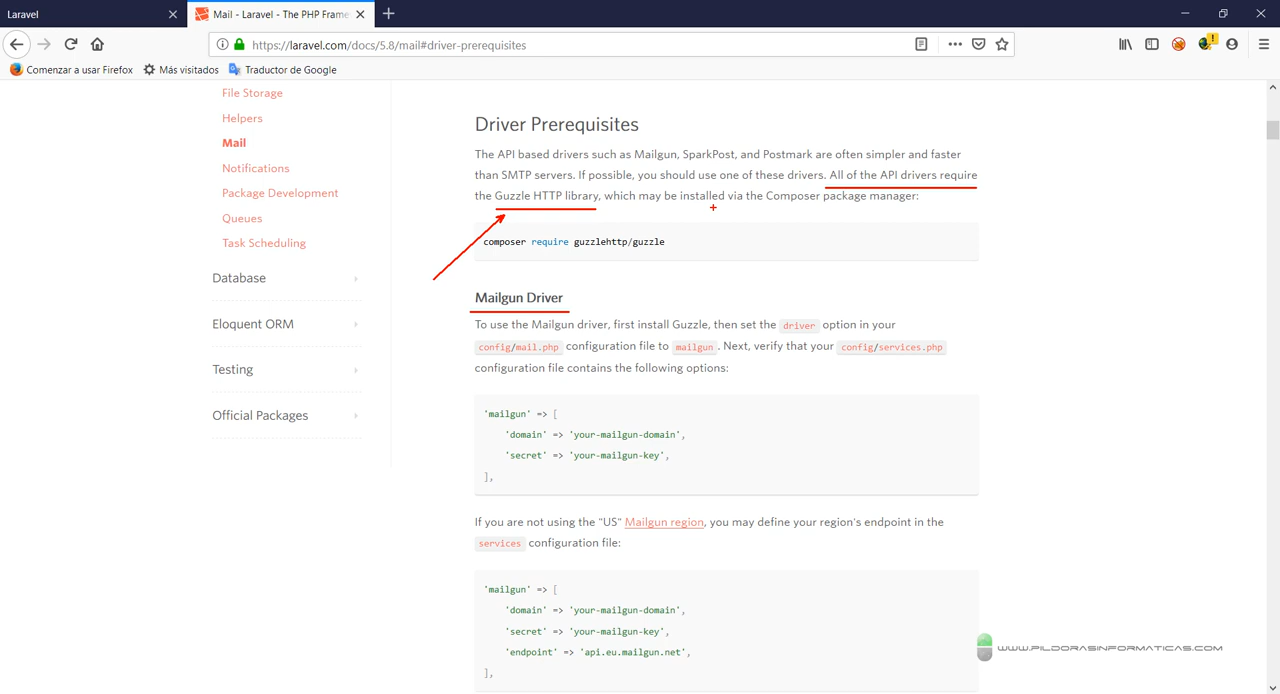 Laravel
Mail - Laravel - The PHP Frame
https://laravel.com/docs/5.8/mail#driver-prerequisites
Comenzar a usar Firefox Más visitados Traductor de Google
File Storage
Helpers
Mail
Notifications
Package Development
Queues
Task Scheduling
Database
Eloquent ORM
Testing
Official Packages
Driver Prerequisites
The API based drivers such as Mailgun, SparkPost, and Postmark are often simpler and faster
than SMTP servers. If possible, you should use one of these drivers. All of the API drivers require
the Guzzle HTTP library, which may be installed via the Composer package manager:
composer require guzzlehttp/guzzle
Mailgun Driver
To use the Mailgun driver, first install Guzzle, then set the driver option in your
config/mail.php configuration file to mailgun. Next, verify that your config/services.php
configuration file contains the following options:
'mailgun' => [
'domain' => 'your-mailgun-domain',
'secret' => 'your-mailgun-key',
],
If you are not using the "US" Mailgun region, you may define your region's endpoint in the
services configuration file:
'mailgun' => [
'domain' => 'your-mailgun-domain',
'secret' => 'your-mailgun-key',
'endpoint' => 'api.eu.mailgun.net',
],
WWW.PILDORASINFORMATICAS.COM